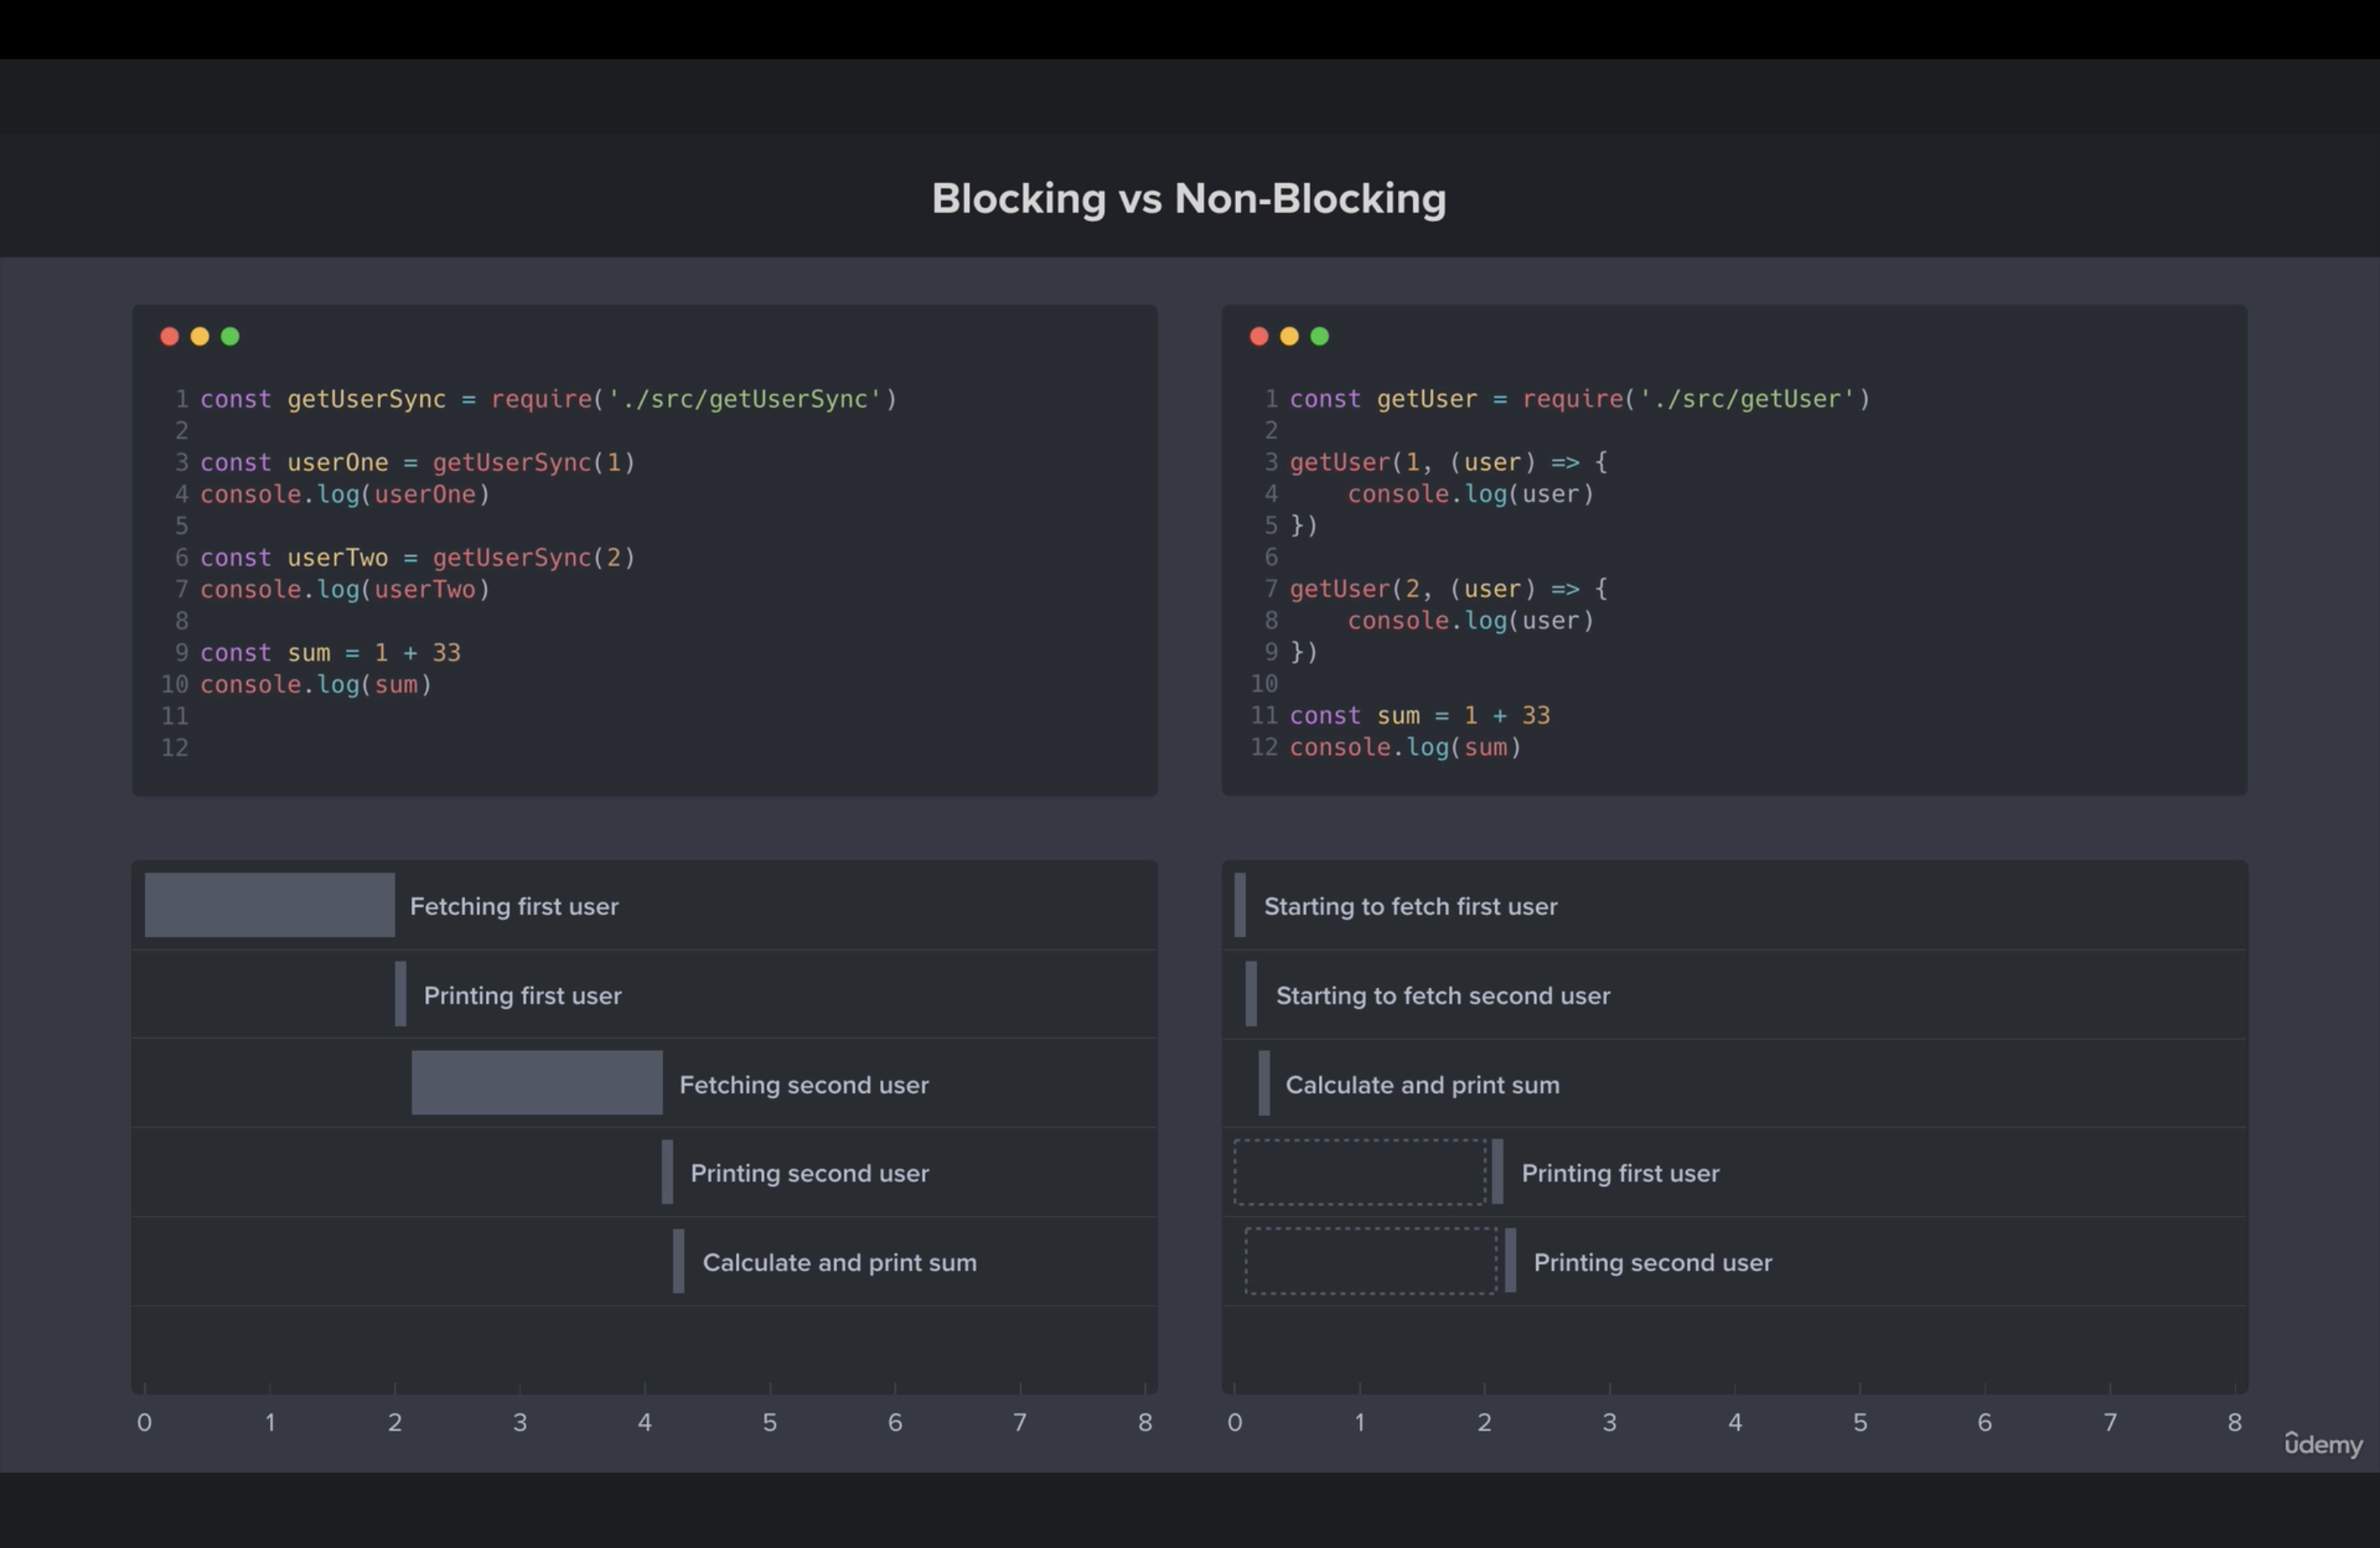 Blocking vs Non-Blocking
1 const getUserSync = require('./src/getUserSync')
2
3 const userOne = getUserSync(1)
4 console.log(userOne)
5
6 const userTwo = getUserSync(2)
7 console.log(userTwo)
8
9 const sum = 1 + 33
10 console.log(sum)
11
12
1 const getUser = require('./src/getUser')
2
3 getUser(1, (user) => {
4     console.log(user)
5 })
6
7 getUser(2, (user) => {
8     console.log(user)
9 })
10
11 const sum = 1 + 33
12 console.log(sum)
Fetching first user
Printing first user
Fetching second user
Printing second user
Calculate and print sum
0 1 2 3 4 5 6 7 8
Starting to fetch first user
Starting to fetch second user
Calculate and print sum
Printing first user
Printing second user
0 1 2 3 4 5 6 7 8
ûdemy